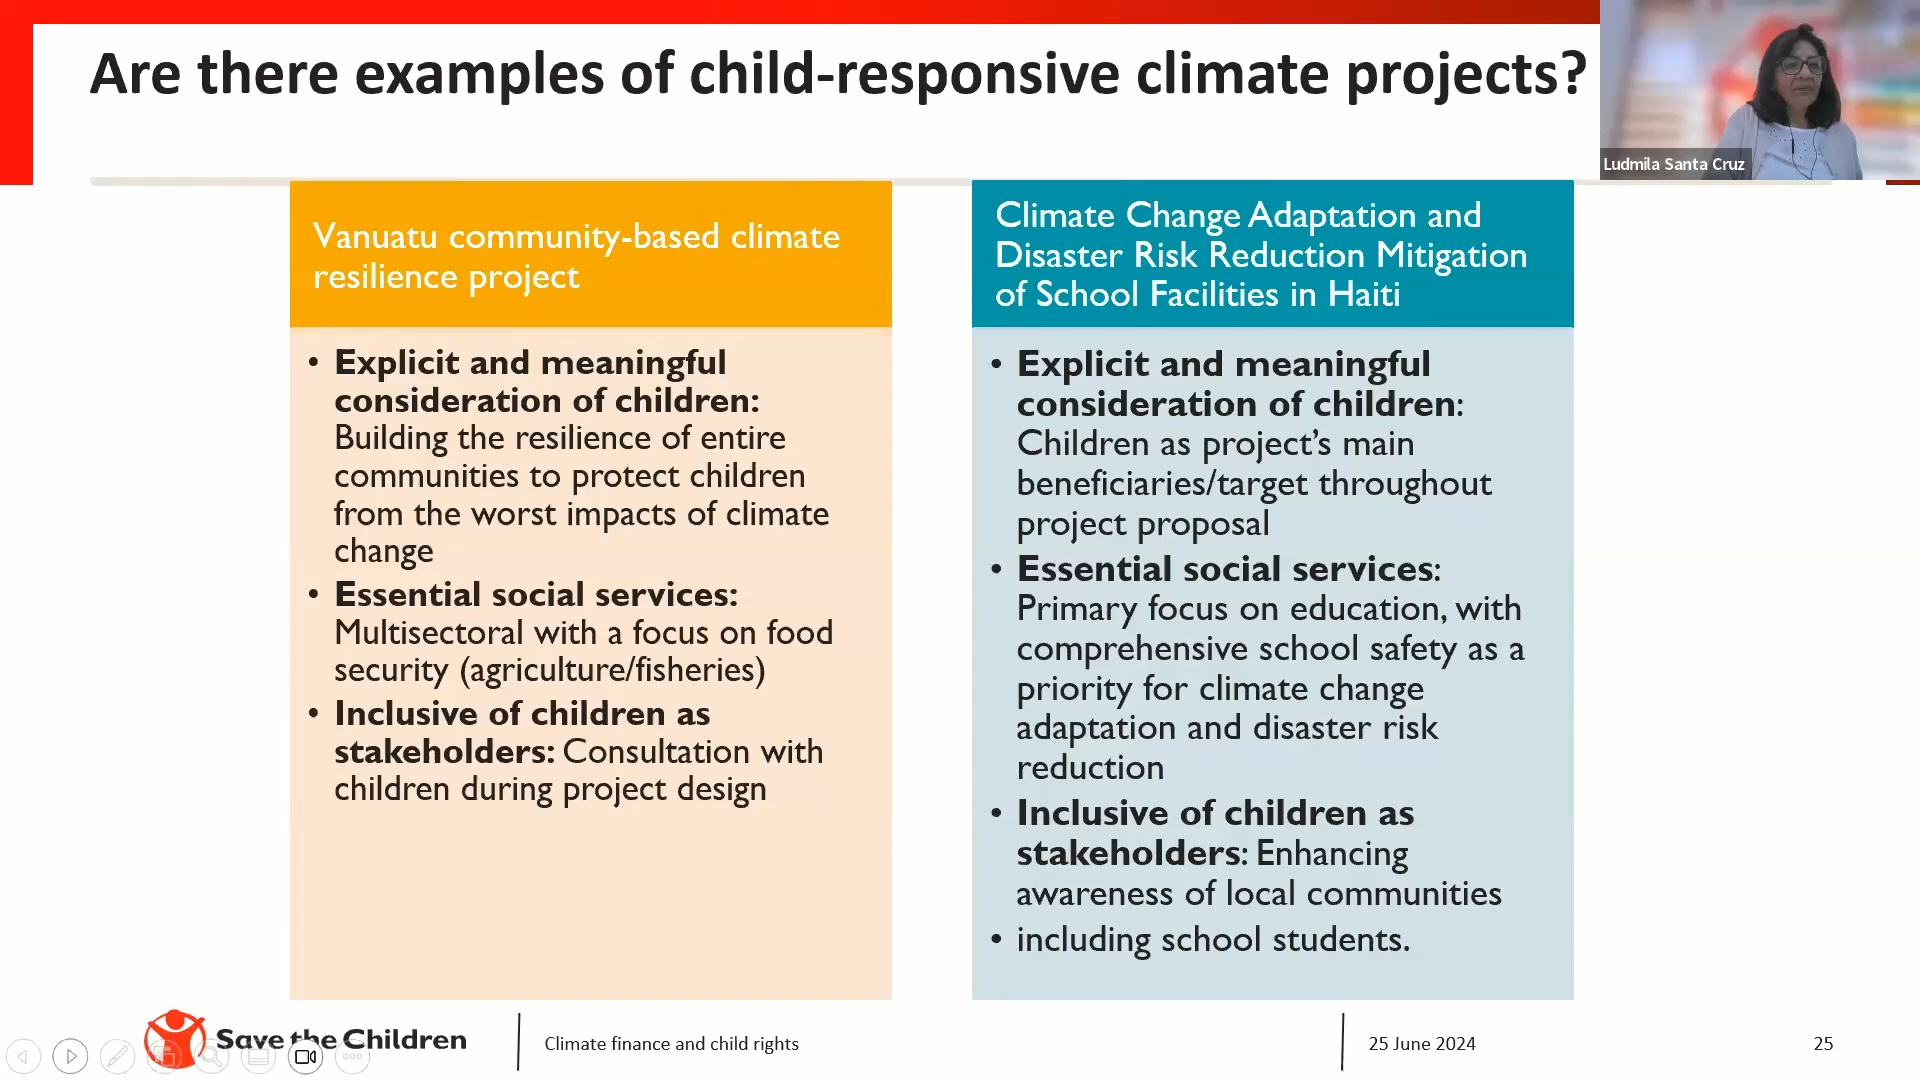 Are there examples of child-responsive climate projects?
Ludmila Santa Cruz
Vanuatu community-based climate
resilience project
• Explicit and meaningful
consideration of children:
Building the resilience of entire
communities to protect children
from the worst impacts of climate
change
• Essential social services:
Multisectoral with a focus on food
security (agriculture/fisheries)
• Inclusive of children as
stakeholders: Consultation with
children during project design
Climate Change Adaptation and
Disaster Risk Reduction Mitigation
of School Facilities in Haiti
• Explicit and meaningful
consideration of children:
Children as project’s main
beneficiaries/target throughout
project proposal
• Essential social services:
Primary focus on education, with
comprehensive school safety as a
priority for climate change
adaptation and disaster risk
reduction
• Inclusive of children as
stakeholders: Enhancing
awareness of local communities
• including school students.
Save the Children
Climate finance and child rights
25 June 2024
25